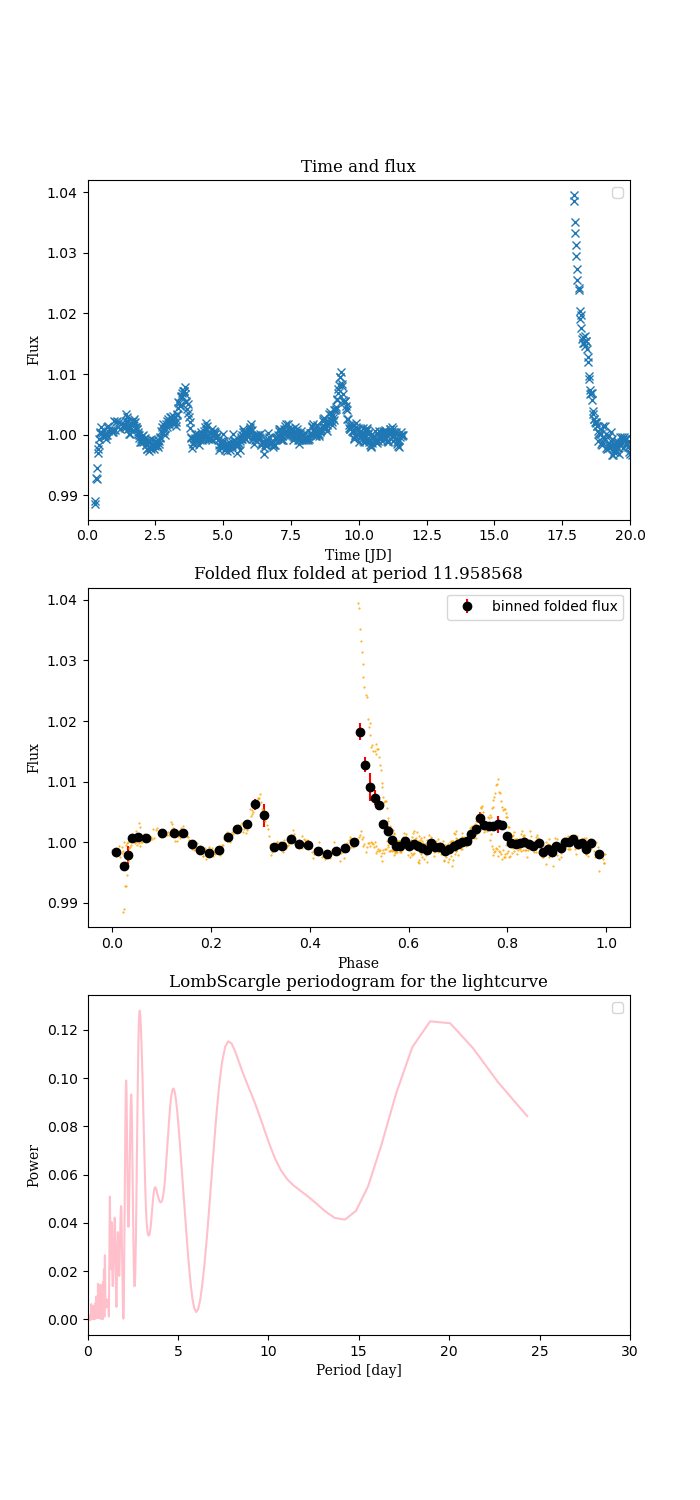 Time and flux
1.04
1.03
1.02
1.01
1.00
0.99
Flux
0.0 2.5 5.0 7.5 10.0 12.5 15.0 17.5 20.0
Time [JD]
Folded flux folded at period 11.958568
binned folded flux
1.04
1.03
1.02
1.01
1.00
0.99
Flux
0.0 0.2 0.4 0.6 0.8 1.0
Phase
LombScargle periodogram for the lightcurve
0.12
0.10
0.08
0.06
0.04
0.02
0.00
Power
0 5 10 15 20 25 30
Period [day]